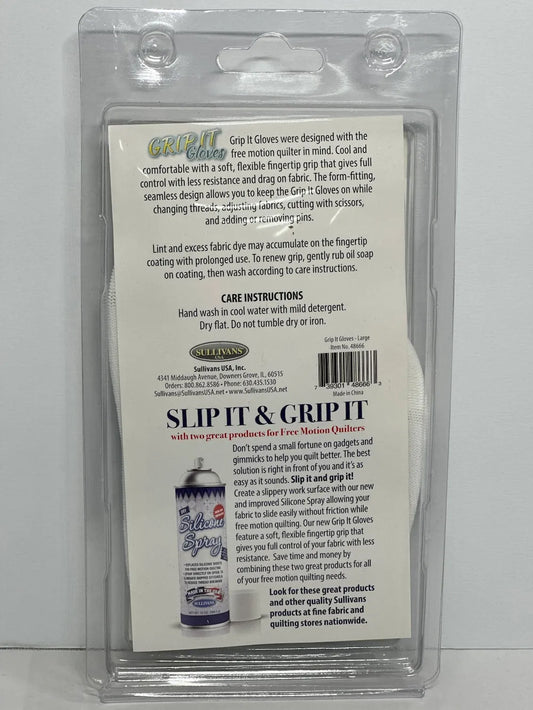 GRIP IT Gloves Grip It Gloves were designed with the
free motion quilter in mind. Cool and
comfortable with a soft, flexible fingertip grip that gives full
control with less resistance and drag on fabric. The form-fitting,
seamless design allows you to keep the Grip It Gloves on while
changing threads, adjusting fabrics, cutting with scissors,
and adding or removing pins.
Lint and excess fabric dye may accumulate on the fingertip
coating with prolonged use. To renew grip, gently rub oil soap
on coating, then wash according to care instructions.
CARE INSTRUCTIONS
Hand wash in cool water with mild detergent.
Dry flat. Do not tumble dry or iron.
SULLIVANS
USA
Sullivans USA, Inc.
4341 Middaugh Avenue, Downers Grove, IL, 60515
Orders: 800.862.8586 • Phone: 630.435.1530
Sullivans@SullivansUSA.net • www.SullivansUSA.net
Grip It Gloves - Large
Item No. 48666
7 39301 48666 3
Made in China
SLIP IT & GRIP IT
with two great products for Free Motion Quilters
Don't spend a small fortune on gadgets and
gimmicks to help you quilt better. The best
solution is right in front of you and it's as
easy as it sounds. Slip it and grip it!
Create a slippery work surface with our new
and improved Silicone Spray allowing your
fabric to slide easily without friction while
free motion quilting. Our new Grip It Gloves
feature a soft, flexible fingertip grip that
gives you full control of your fabric with less
resistance. Save time and money by
combining these two great products for all
of your free motion quilting needs.
Look for these great products
and other quality Sullivans
products at fine fabric and
quilting stores nationwide.
Silicone
Spray
MADE IN THE USA
SULLIVANS